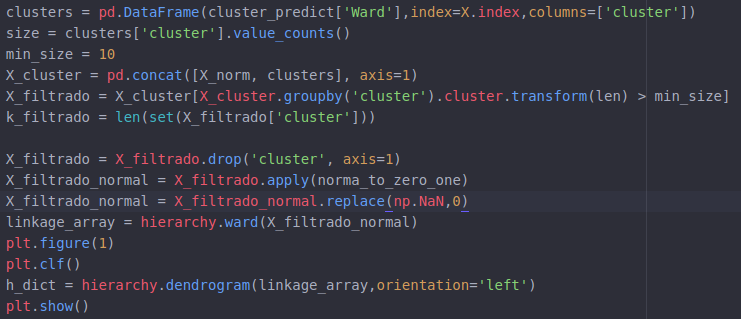 clusters = pd.DataFrame(cluster_predict['Ward'],index=X.index,columns=['cluster'])
size = clusters['cluster'].value_counts()
min_size = 10
X_cluster = pd.concat([X_norm, clusters], axis=1)
X_filtrado = X_cluster[X_cluster.groupby('cluster').cluster.transform(len) > min_size]
k_filtrado = len(set(X_filtrado['cluster']))

X_filtrado = X_filtrado.drop('cluster', axis=1)
X_filtrado_normal = X_filtrado.apply(norma_to_zero_one)
X_filtrado_normal = X_filtrado_normal.replace(np.NaN,0)
linkage_array = hierarchy.ward(X_filtrado_normal)
plt.figure(1)
plt.clf()
h_dict = hierarchy.dendrogram(linkage_array,orientation='left')
plt.show()